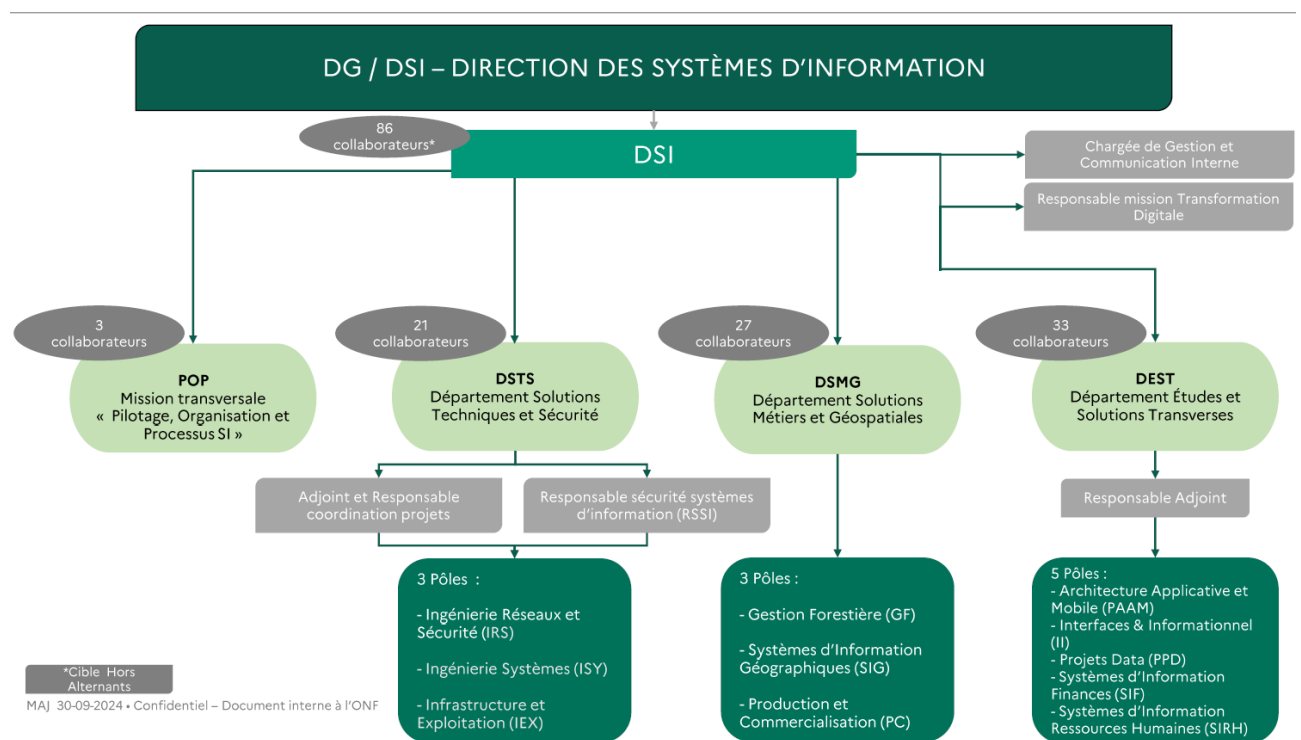 DG / DSI – DIRECTION DES SYSTÈMES D'INFORMATION
86
collaborateurs*
DSI
Chargée de Gestion et
Communication Interne
Responsable mission Transformation
Digitale
3
collaborateurs
21
collaborateurs
27
collaborateurs
33
collaborateurs
POP
Mission transversale
« Pilotage, Organisation et
Processus SI »
DSTS
Département Solutions
Techniques et Sécurité
DSMG
Département Solutions
Métiers et Géospatiales
DEST
Département Études et
Solutions Transverses
Adjoint et Responsable
coordination projets
Responsable sécurité systèmes
d'information (RSSI)
Responsable Adjoint
3 Pôles :
- Ingénierie Réseaux et
Sécurité (IRS)
- Ingénierie Systèmes (ISY)
- Infrastructure et
Exploitation (IEX)
3 Pôles :
- Gestion Forestière (GF)
- Systèmes d'Information
Géographiques (SIG)
- Production et
Commercialisation (PC)
5 Pôles :
- Architecture Applicative et
Mobile (PAAM)
- Interfaces & Informationnel
(II)
- Projets Data (PPD)
- Systèmes d'Information
Finances (SIF)
- Systèmes d'Information
Ressources Humaines (SIRH)
*Cible Hors
Alternants
MAJ 30-09-2024 • Confidentiel – Document interne à l'ONF